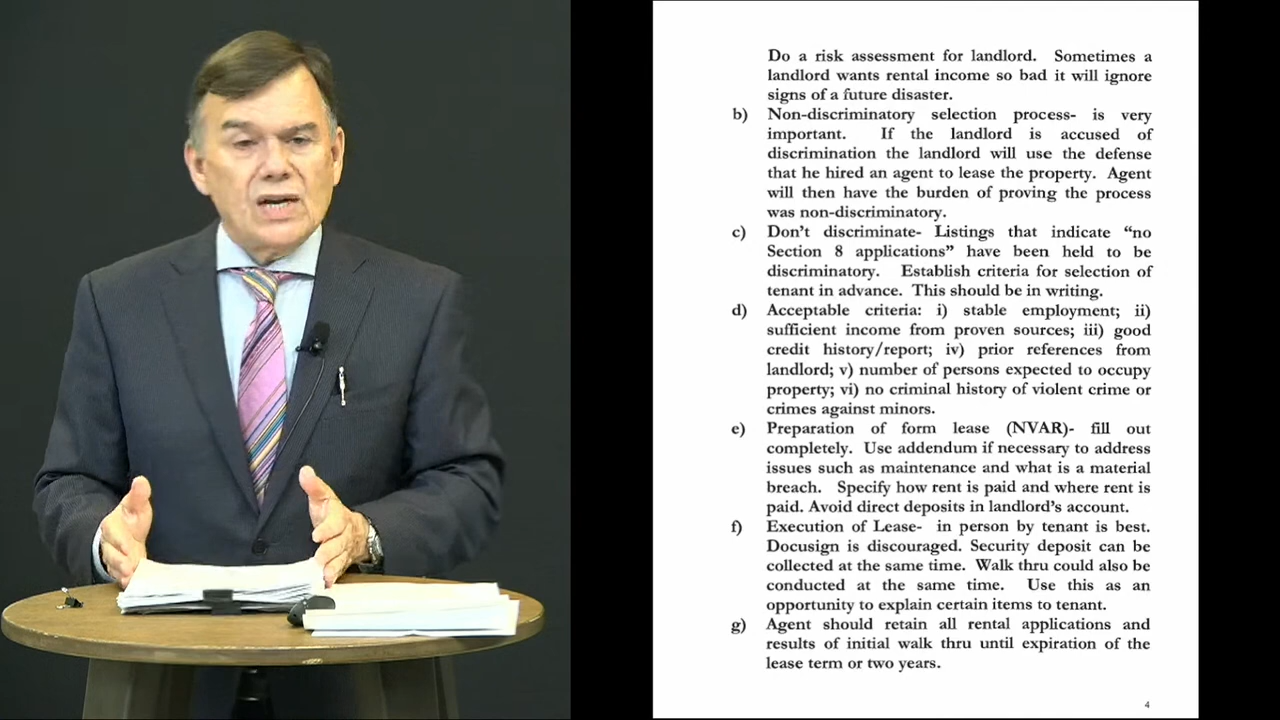 Do a risk assessment for landlord. Sometimes a
landlord wants rental income so bad it will ignore
signs of a future disaster.
b) Non-discriminatory selection process- is very
important. If the landlord is accused of
discrimination the landlord will use the defense
that he hired an agent to lease the property. Agent
will then have the burden of proving the process
was non-discriminatory.
c) Don't discriminate- Listings that indicate “no
Section 8 applications” have been held to be
discriminatory. Establish criteria for selection of
tenant in advance. This should be in writing.
d) Acceptable criteria: i) stable employment; ii)
sufficient income from proven sources; iii) good
credit history/report; iv) prior references from
landlord; v) number of persons expected to occupy
property; vi) no criminal history of violent crime or
crimes against minors.
e) Preparation of form lease (NVAR)- fill out
completely. Use addendum if necessary to address
issues such as maintenance and what is a material
breach. Specify how rent is paid and where rent is
paid. Avoid direct deposits in landlord's account.
f) Execution of Lease- in person by tenant is best.
Docusign is discouraged. Security deposit can be
collected at the same time. Walk thru could also be
conducted at the same time. Use this as an
opportunity to explain certain items to tenant.
g) Agent should retain all rental applications and
results of initial walk thru until expiration of the
lease term or two years.
4